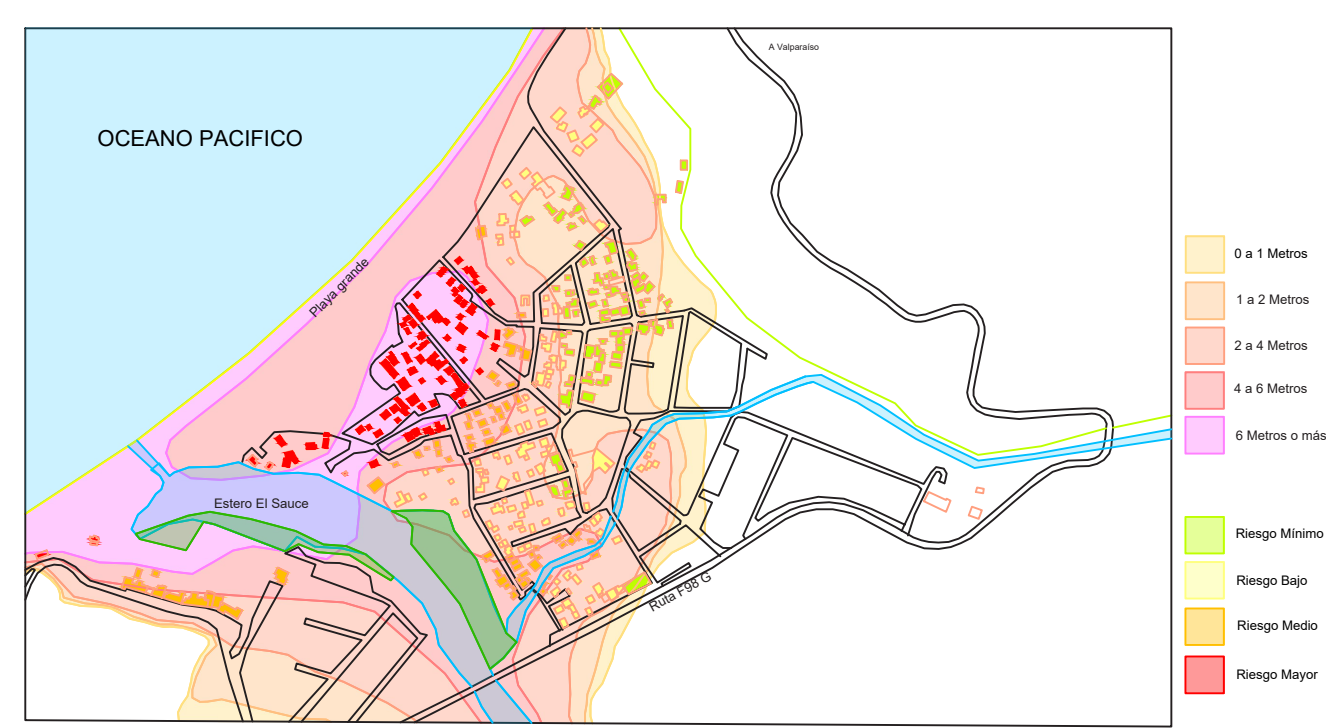 A Valparaíso
OCEANO PACIFICO
Playa grande
Estero El Sauce
Ruta F98 G
0 a 1 Metros
1 a 2 Metros
2 a 4 Metros
4 a 6 Metros
6 Metros o más
Riesgo Mínimo
Riesgo Bajo
Riesgo Medio
Riesgo Mayor